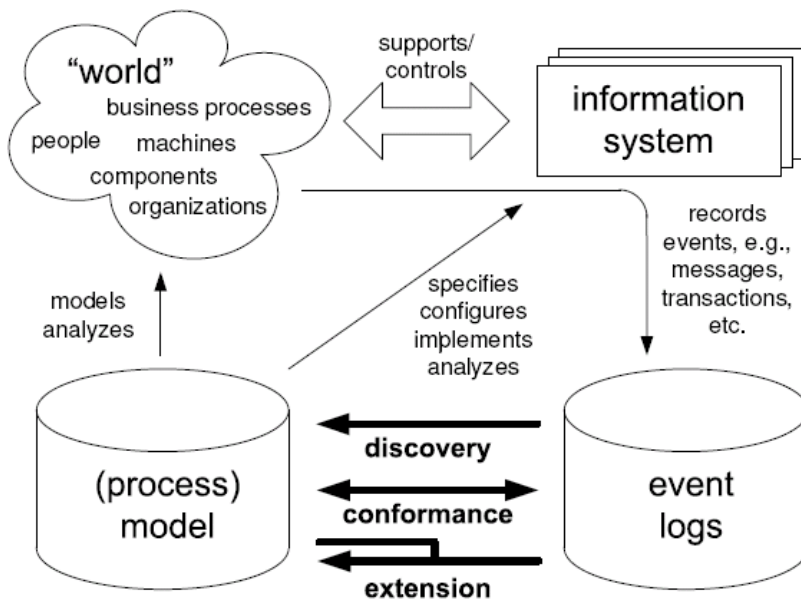 “world”
business processes
people
machines
components
organizations
supports/
controls
information
system
models
analyzes
specifies
configures
implements
analyzes
records
events, e.g.,
messages,
transactions,
etc.
(process)
model
discovery
conformance
extension
event
logs